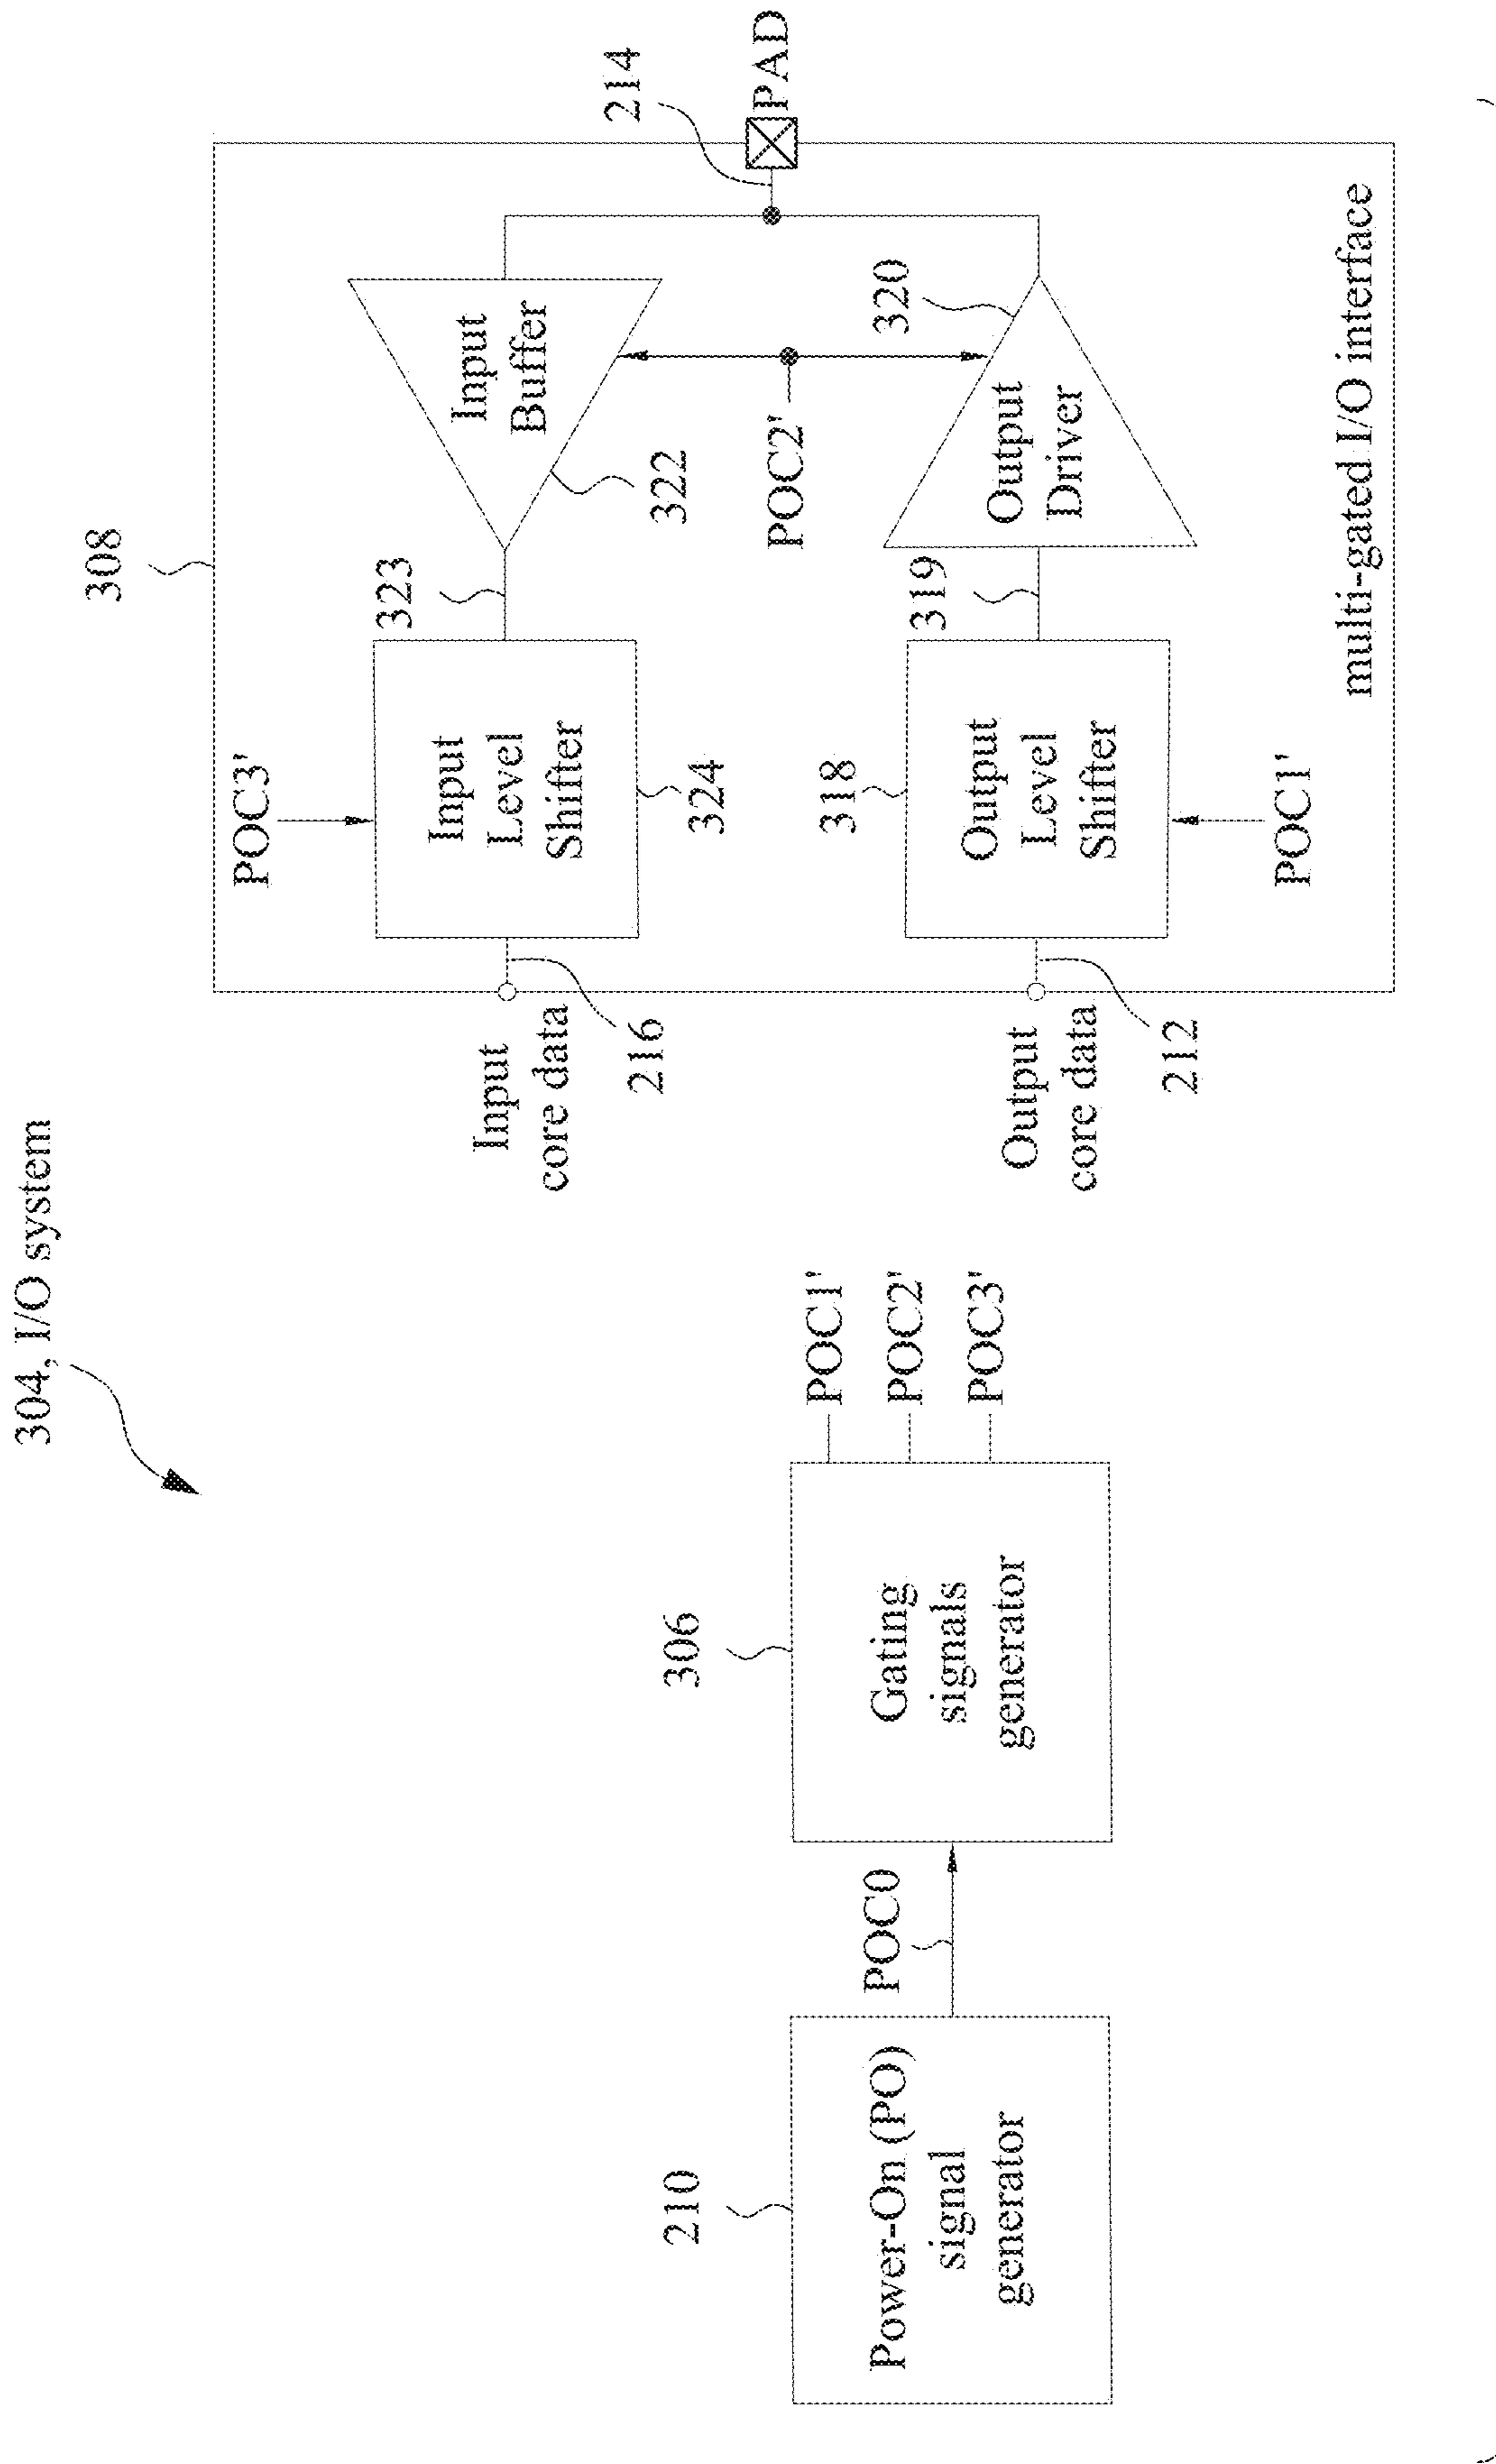 304, I/O system
308
POC3'
Input
Level
Shifter
324
323
Input
Buffer
322
214
PAD
Input
core data
216
POC2'
318
Output
Level
Shifter
319
Output
Driver
320
Output
core data
212
POC1'
multi-gated I/O interface
210
Power-On (PO)
signal
generator
POC0
306
Gating
signals
generator
POC1'
POC2'
POC3'